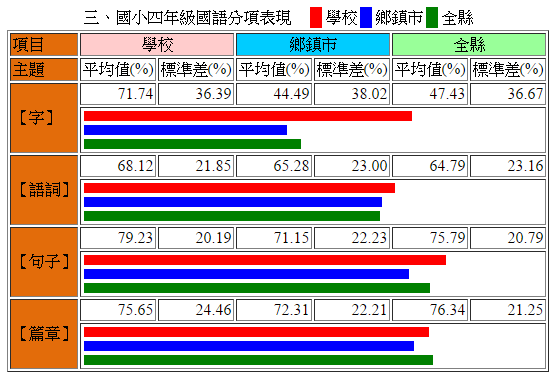 三、國小四年級國語分項表現 學校 鄉鎮市 全縣
項目 學校 鄉鎮市 全縣
主題 平均值(%) 標準差(%) 平均值(%) 標準差(%) 平均值(%) 標準差(%)
【字】 71.74 36.39 44.49 38.02 47.43 36.67
【語詞】 68.12 21.85 65.28 23.00 64.79 23.16
【句子】 79.23 20.19 71.15 22.23 75.79 20.79
【篇章】 75.65 24.46 72.31 22.21 76.34 21.25